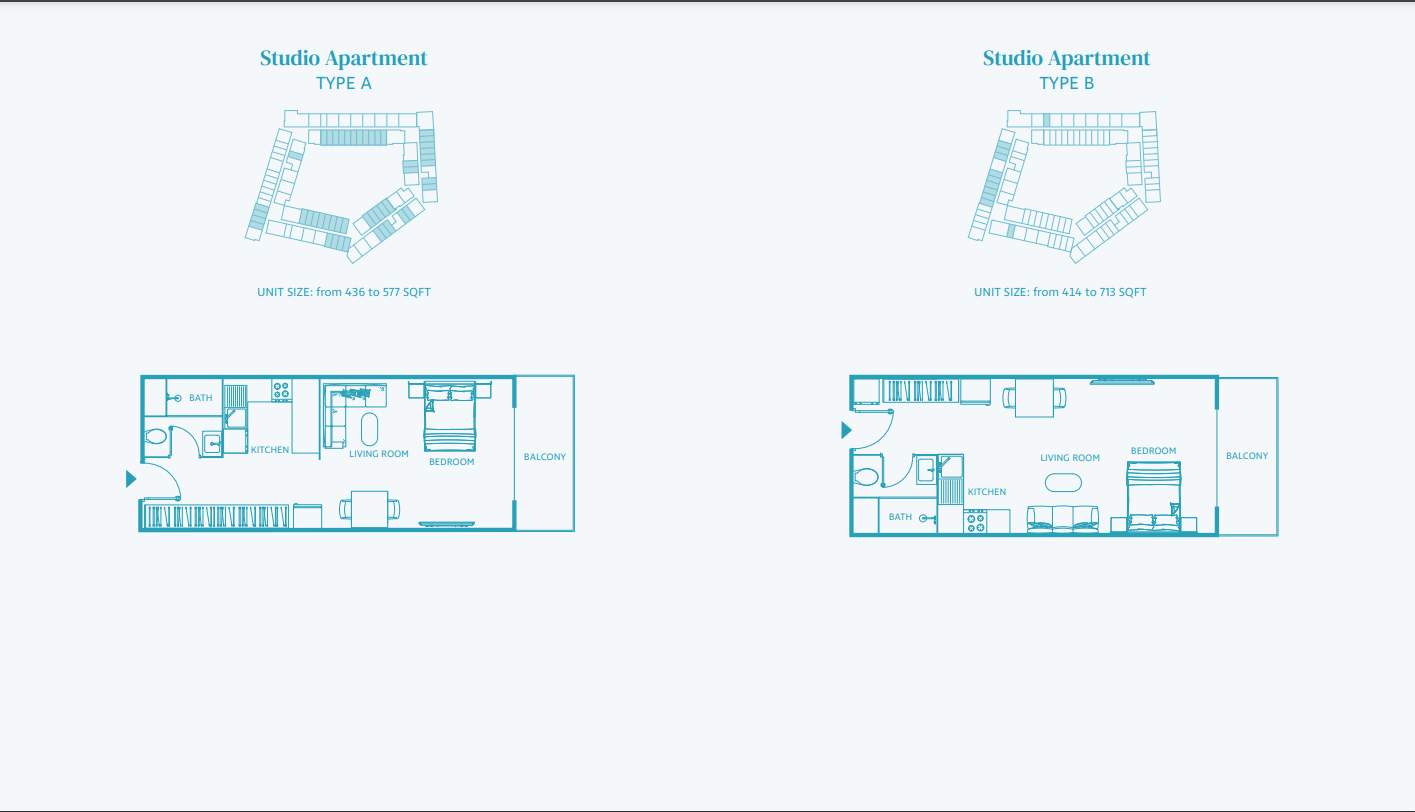 Studio Apartment
TYPE A
UNIT SIZE: from 436 to 577 SQFT
BATH
KITCHEN
LIVING ROOM
BEDROOM
BALCONY
Studio Apartment
TYPE B
UNIT SIZE: from 414 to 713 SQFT
BEDROOM
LIVING ROOM
BALCONY
KITCHEN
BATH